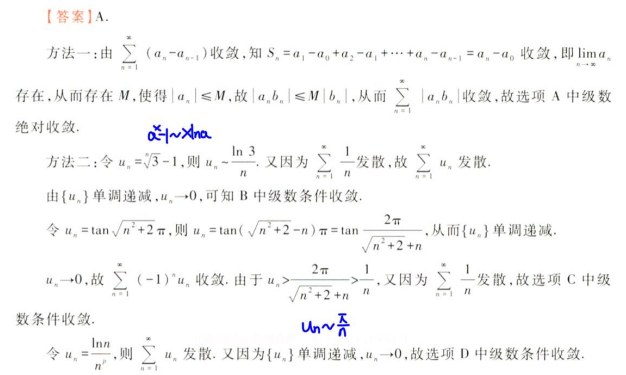 【答案】A.
方法一:由 $\sum_{n=1}^{\infty}(a_n-a_{n-1})$收敛,知 $S_n=a_1-a_0+a_2-a_1+\cdots+a_n-a_{n-1}=a_n-a_0$ 收敛,即$\lim_{n\to\infty}a_n$
存在,从而存在 $M$,使得$|a_n|\leqslant M$,故$|a_nb_n|\leqslant M|b_n|$,从而 $\sum_{n=1}^{\infty}|a_nb_n|$收敛,故选项 A 中级数
绝对收敛.
$a^x-1\sim x\ln a$
方法二:令 $u_n=\sqrt[n]{3}-1$,则 $u_n\sim\frac{\ln 3}{n}$. 又因为 $\sum_{n=1}^{\infty}\frac{1}{n}$发散,故 $\sum_{n=1}^{\infty}u_n$ 发散.
由$\{u_n\}$单调递减,$u_n\to 0$,可知 B 中级数条件收敛.
令 $u_n=\tan\sqrt{n^2+2}\,\pi$,则 $u_n=\tan(\sqrt{n^2+2}-n)\pi=\tan\frac{2\pi}{\sqrt{n^2+2}+n}$,从而$\{u_n\}$单调递减.
$u_n\to 0$,故 $\sum_{n=1}^{\infty}(-1)^nu_n$ 收敛. 由于 $u_n>\frac{2\pi}{\sqrt{n^2+2}+n}>\frac{1}{n}$,又因为 $\sum_{n=1}^{\infty}\frac{1}{n}$发散,故选项 C 中级
数条件收敛.
$u_n\sim\frac{\pi}{n}$
令 $u_n=\frac{\ln n}{n^p}$,则 $\sum_{n=1}^{\infty}u_n$ 发散. 又因为$\{u_n\}$单调递减,$u_n\to 0$,故选项 D 中级数条件收敛.